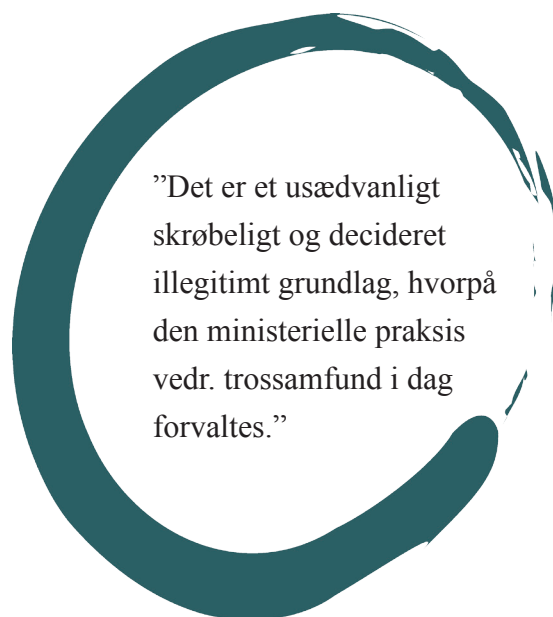 ”Det er et usædvanligt
skrøbeligt og decideret
illegitimt grundlag, hvorpå
den ministerielle praksis
vedr. trossamfund i dag
forvaltes.”